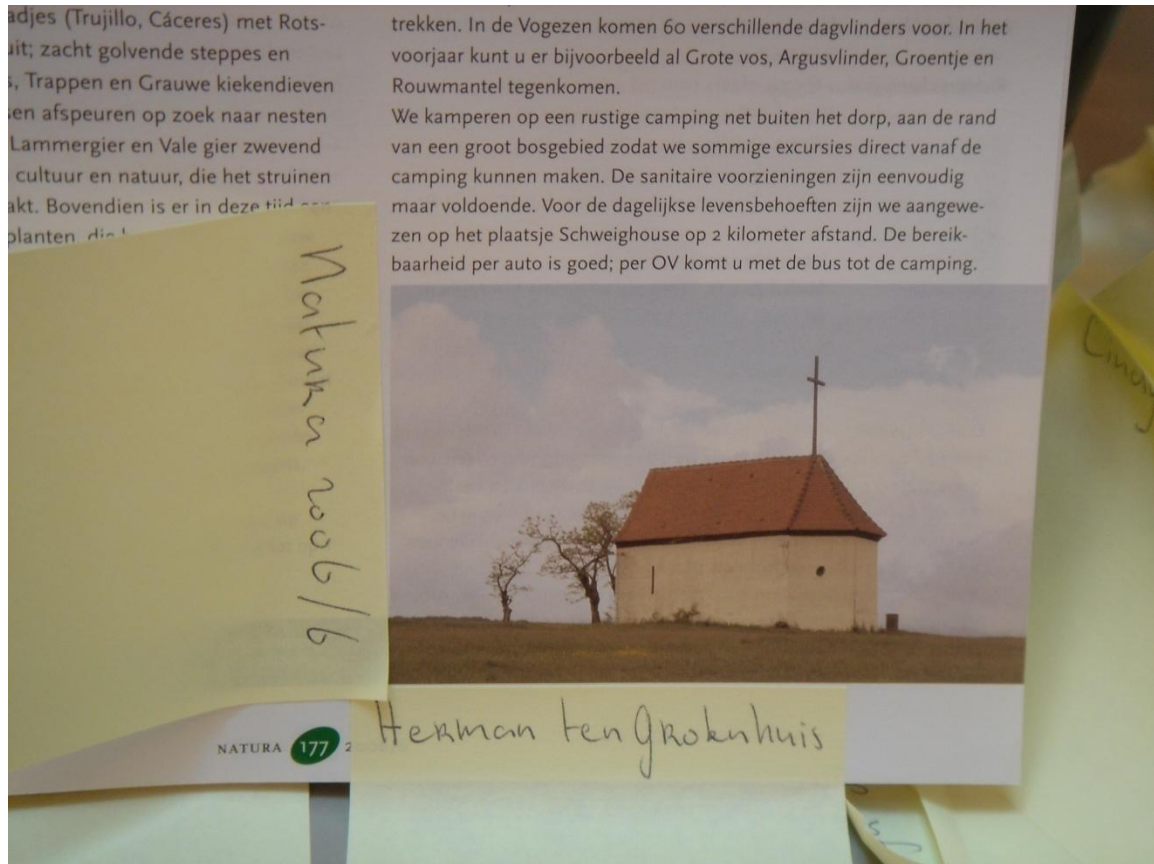 adjes (Trujillo, Cáceres) met Rots-
uit; zacht golvende steppes en
s, Trappen en Grauwe kiekendieven
sen afspeuren op zoek naar nesten
Lammergier en Vale gier zwevend
cultuur en natuur, die het struinen
akt. Bovendien is er in deze tijd een
planten, die
trekken. In de Vogezen komen 60 verschillende dagvlinders voor. In het
voorjaar kunt u er bijvoorbeeld al Grote vos, Argusvlinder, Groentje en
Rouwmantel tegenkomen.
We kamperen op een rustige camping net buiten het dorp, aan de rand
van een groot bosgebied zodat we sommige excursies direct vanaf de
camping kunnen maken. De sanitaire voorzieningen zijn eenvoudig
maar voldoende. Voor de dagelijkse levensbehoeften zijn we aangewe-
zen op het plaatsje Schweighouse op 2 kilometer afstand. De bereik-
baarheid per auto is goed; per OV komt u met de bus tot de camping.
Natura 2006/6
Herman ten Grotenhuis
NATURA 177 2